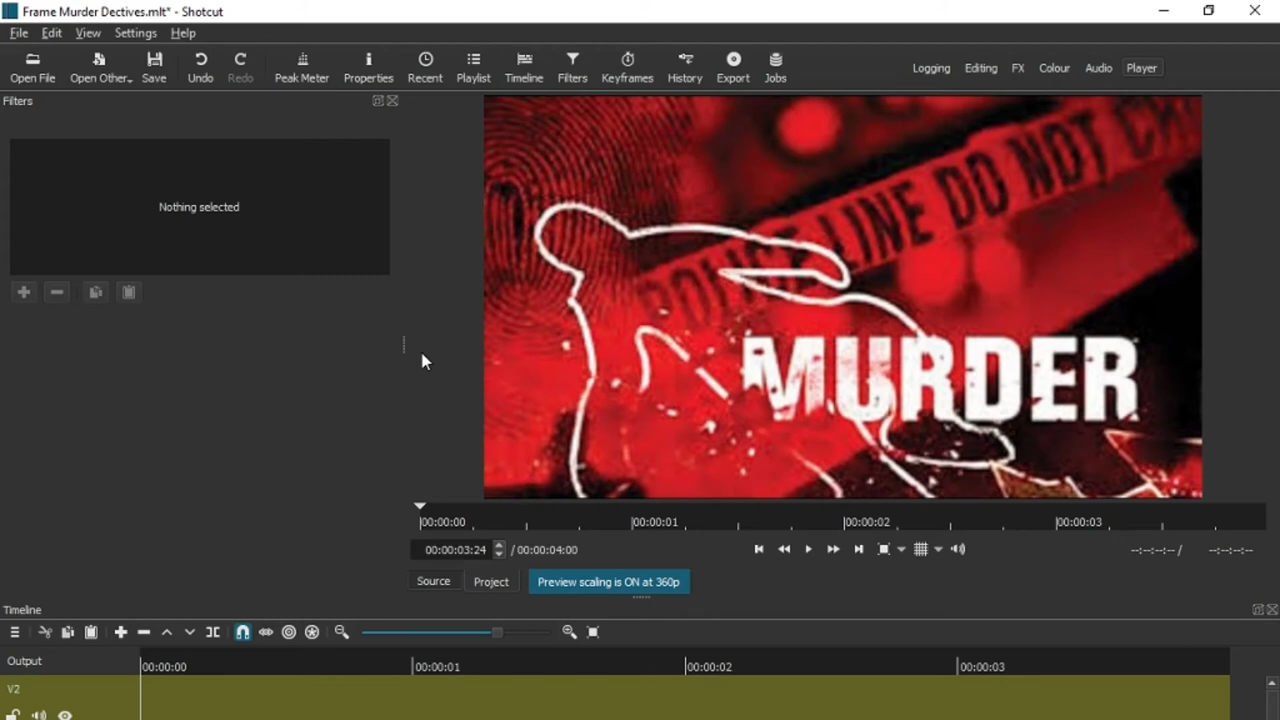 Frame Murder Dectives.mlt* - Shotcut
File Edit View Settings Help
Open File Open Other Save Undo Redo Peak Meter Properties Recent Playlist Timeline Filters Keyframes History Export Jobs
Logging Editing FX Colour Audio Player
Filters
Nothing selected
POLICE LINE DO NOT
MURDER
00:00:00 00:00:01 00:00:02 00:00:03
00:00:03:24 / 00:00:04:00 --:--:--:-- / --:--:--:--
Source Project Preview scaling is ON at 360p
Timeline
Output 00:00:00 00:00:01 00:00:02 00:00:03
V2